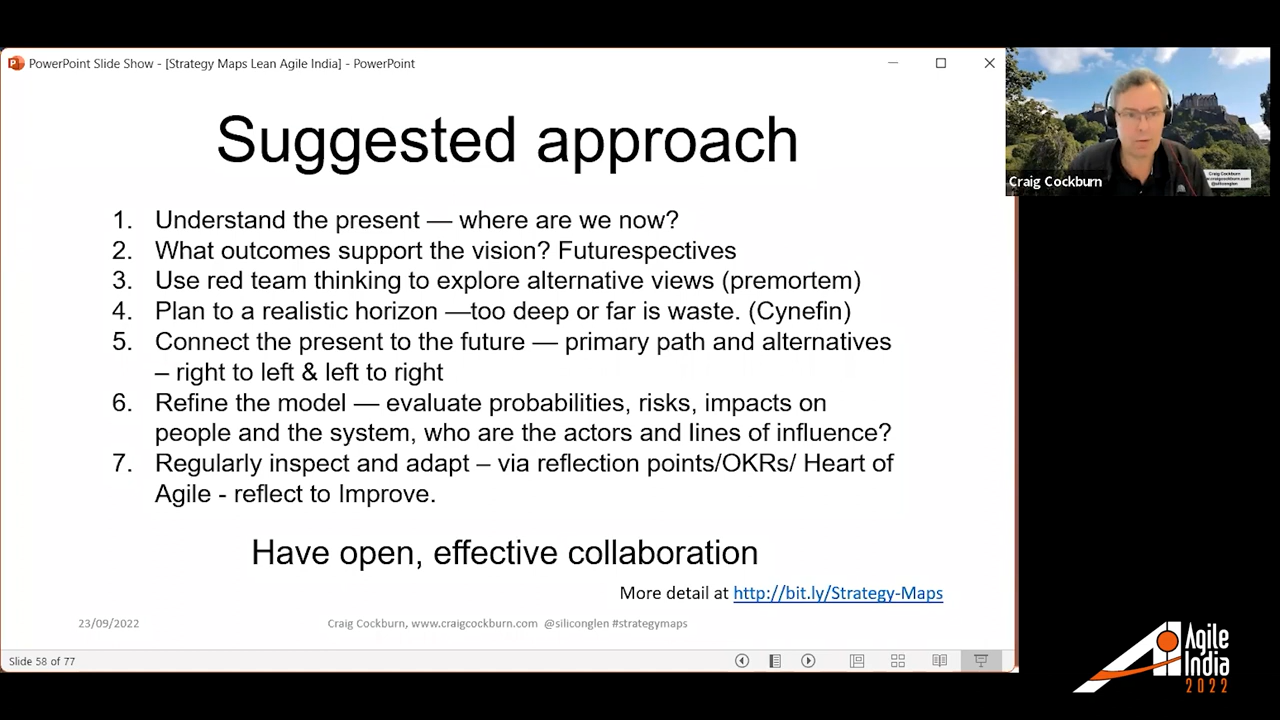 PowerPoint Slide Show - [Strategy Maps Lean Agile India] - PowerPoint
Suggested approach
1. Understand the present — where are we now?
2. What outcomes support the vision? Futurespectives
3. Use red team thinking to explore alternative views (premortem)
4. Plan to a realistic horizon —too deep or far is waste. (Cynefin)
5. Connect the present to the future — primary path and alternatives
– right to left & left to right
6. Refine the model — evaluate probabilities, risks, impacts on
people and the system, who are the actors and lines of influence?
7. Regularly inspect and adapt – via reflection points/OKRs/ Heart of
Agile - reflect to Improve.
Have open, effective collaboration
More detail at http://bit.ly/Strategy-Maps
23/09/2022
Craig Cockburn, www.craigcockburn.com @siliconglen #strategymaps
Slide 58 of 77
Craig Cockburn
Craig Cockburn
@siliconglen
Agile
India
2022